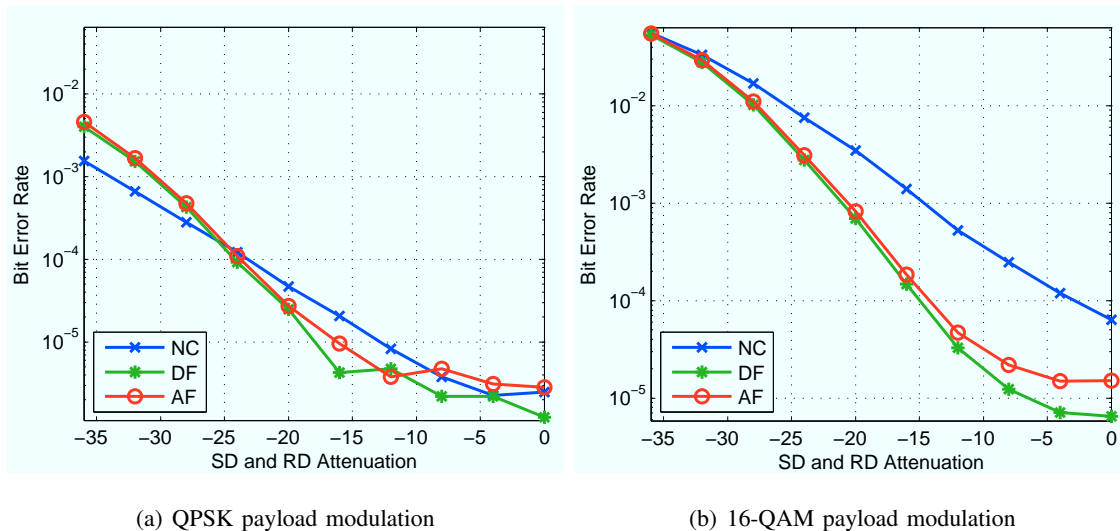 10⁻²
10⁻³
10⁻⁴
10⁻⁵
Bit Error Rate
NC
DF
AF
−35 −30 −25 −20 −15 −10 −5 0
SD and RD Attenuation
(a) QPSK payload modulation
10⁻²
10⁻³
10⁻⁴
10⁻⁵
Bit Error Rate
NC
DF
AF
−35 −30 −25 −20 −15 −10 −5 0
SD and RD Attenuation
(b) 16-QAM payload modulation